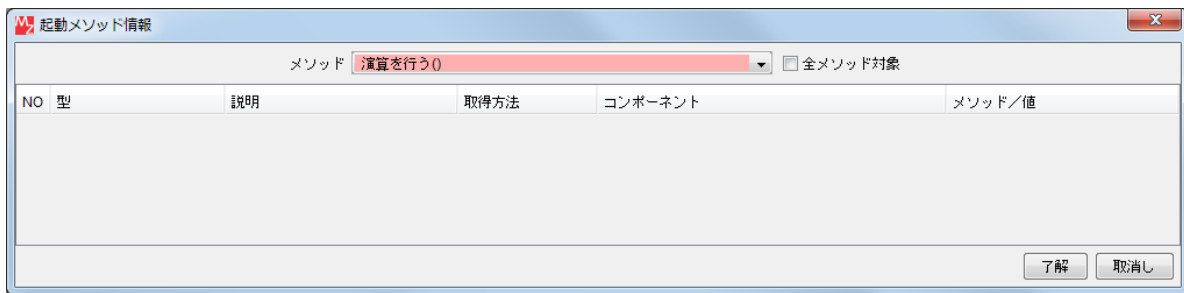 起動メソッド情報
メソッド 演算を行う() 全メソッド対象
NO 型 説明 取得方法 コンポーネント メソッド／値
了解 取消し